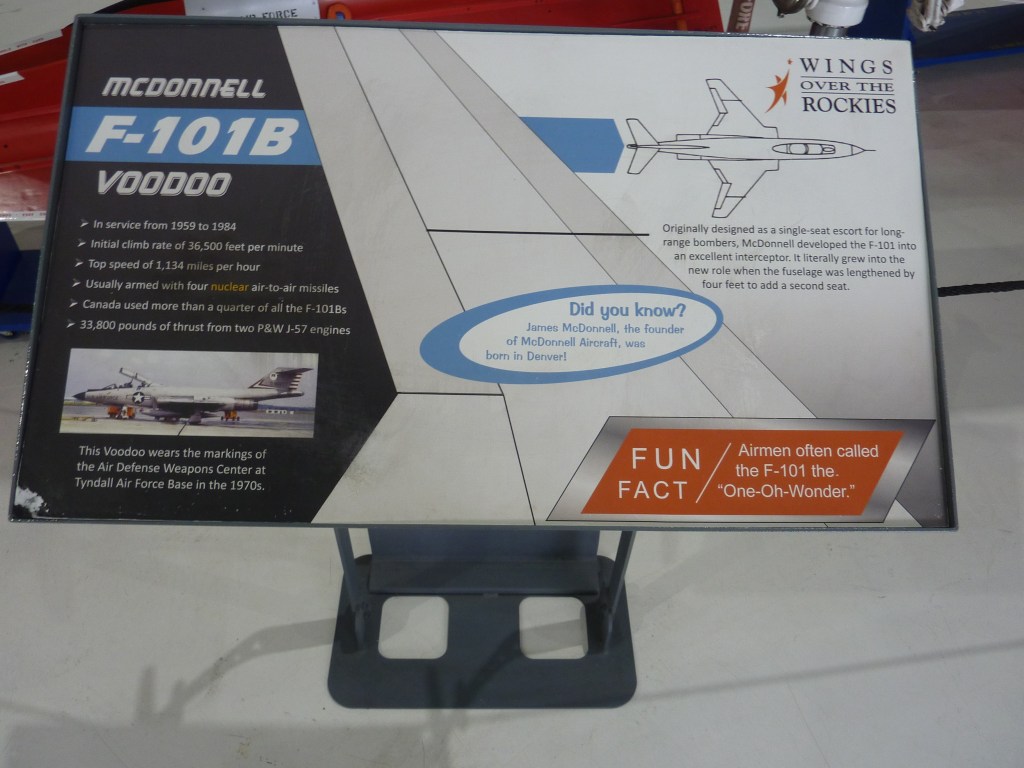 FORCE
MCDONNELL
F-101B
VOODOO
➤ In service from 1959 to 1984
➤ Initial climb rate of 36,500 feet per minute
➤ Top speed of 1,134 miles per hour
➤ Usually armed with four nuclear air-to-air missiles
➤ Canada used more than a quarter of all the F-101Bs
➤ 33,800 pounds of thrust from two P&W J-57 engines
This Voodoo wears the markings of
the Air Defense Weapons Center at
Tyndall Air Force Base in the 1970s.
WINGS
OVER THE
ROCKIES
Originally designed as a single-seat escort for long-
range bombers, McDonnell developed the F-101 into
an excellent interceptor. It literally grew into the
new role when the fuselage was lengthened by
four feet to add a second seat.
Did you know?
James McDonnell, the founder
of McDonnell Aircraft, was
born in Denver!
FUN
FACT
Airmen often called
the F-101 the.
“One-Oh-Wonder.”